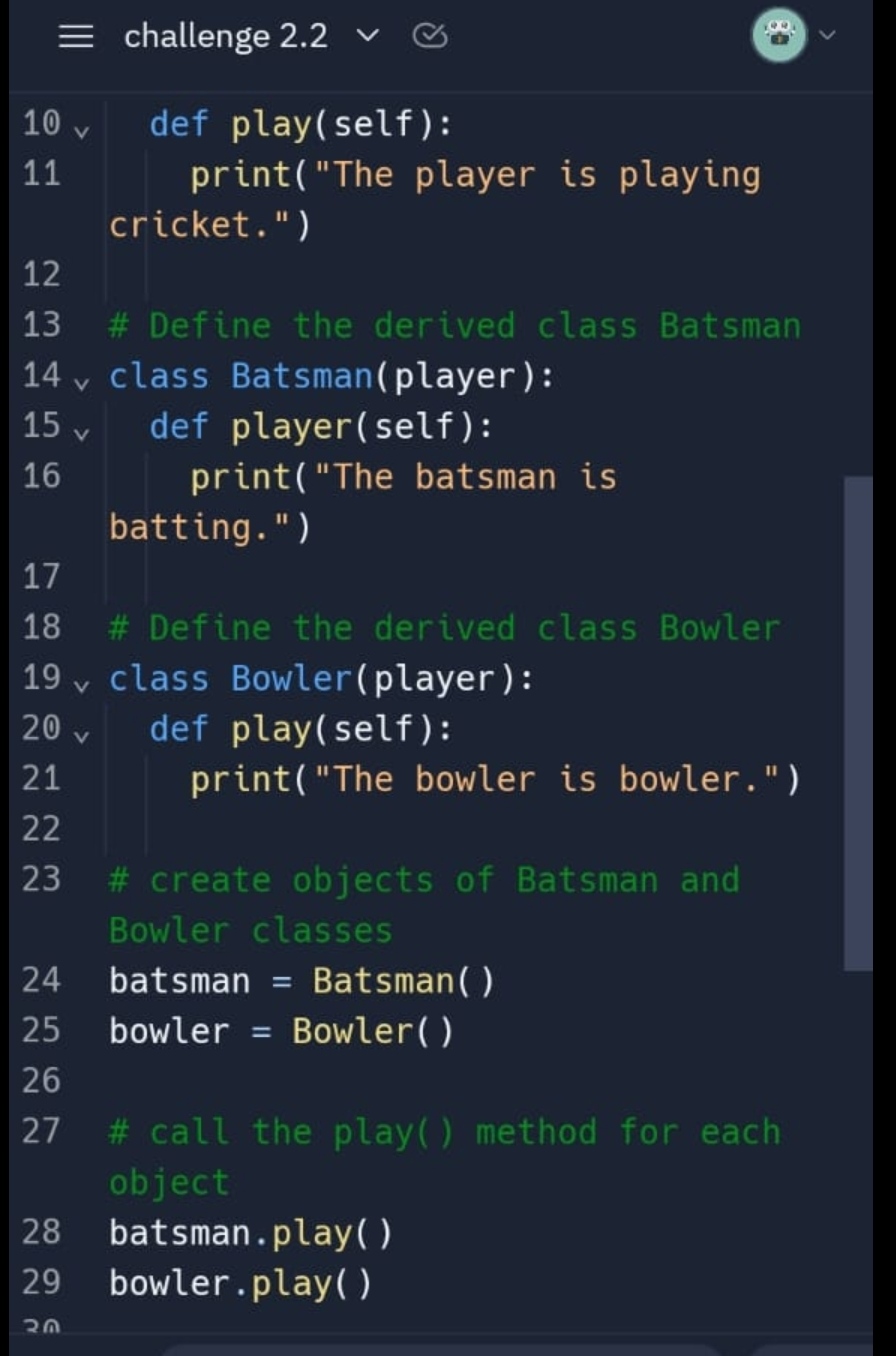 challenge 2.2
10 def play(self):
11 print("The player is playing
cricket.")
12
13 # Define the derived class Batsman
14 class Batsman(player):
15 def player(self):
16 print("The batsman is
batting.")
17
18 # Define the derived class Bowler
19 class Bowler(player):
20 def play(self):
21 print("The bowler is bowler.")
22
23 # create objects of Batsman and
Bowler classes
24 batsman = Batsman()
25 bowler = Bowler()
26
27 # call the play() method for each
object
28 batsman.play()
29 bowler.play()
30